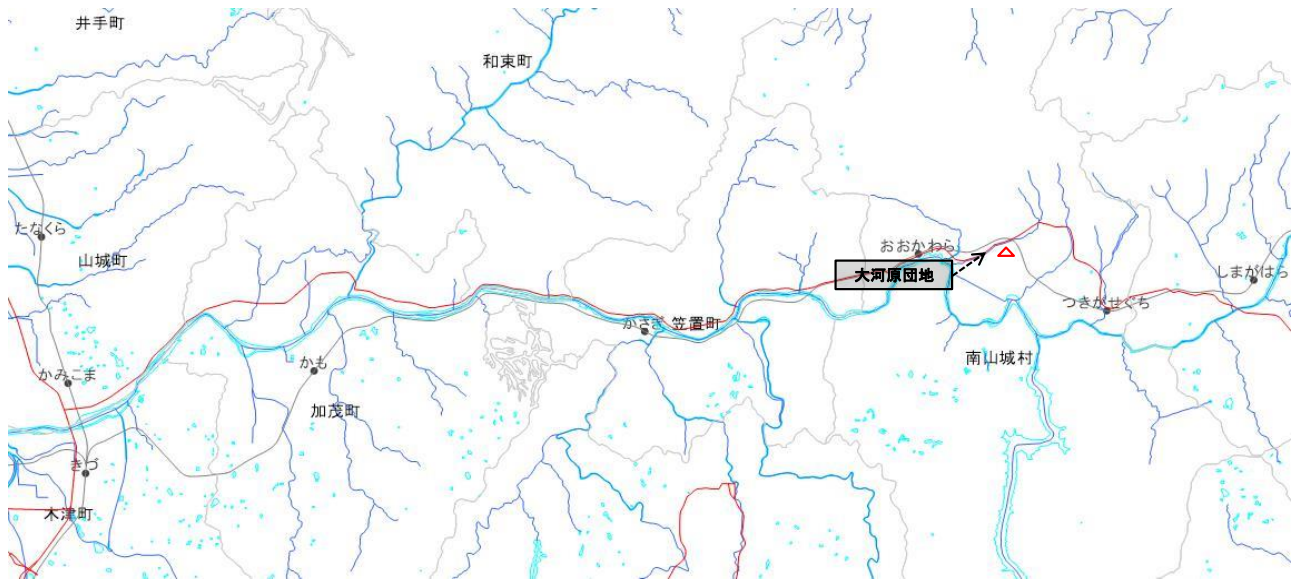 井手町
和束町
たなくら
おおかわら
山城町
大河原団地
しまがはら
つきがせぐち
かさぎ
笠置町
かも
南山城村
かみこま
加茂町
きづ
木津町